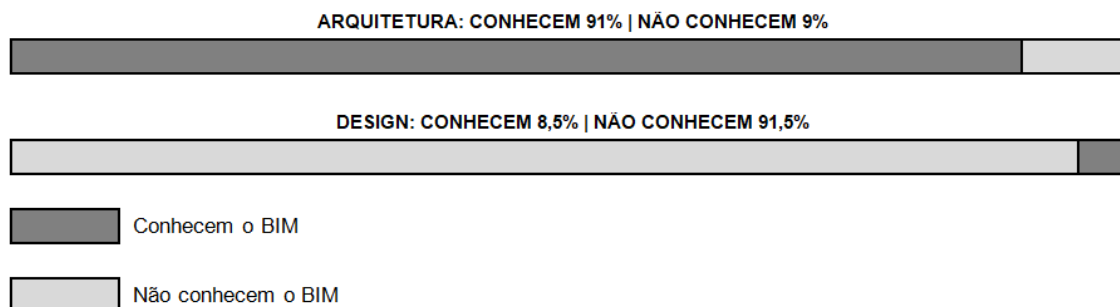 ARQUITETURA: CONHECEM 91% | NÃO CONHECEM 9%
DESIGN: CONHECEM 8,5% | NÃO CONHECEM 91,5%
Conhecem o BIM
Não conhecem o BIM